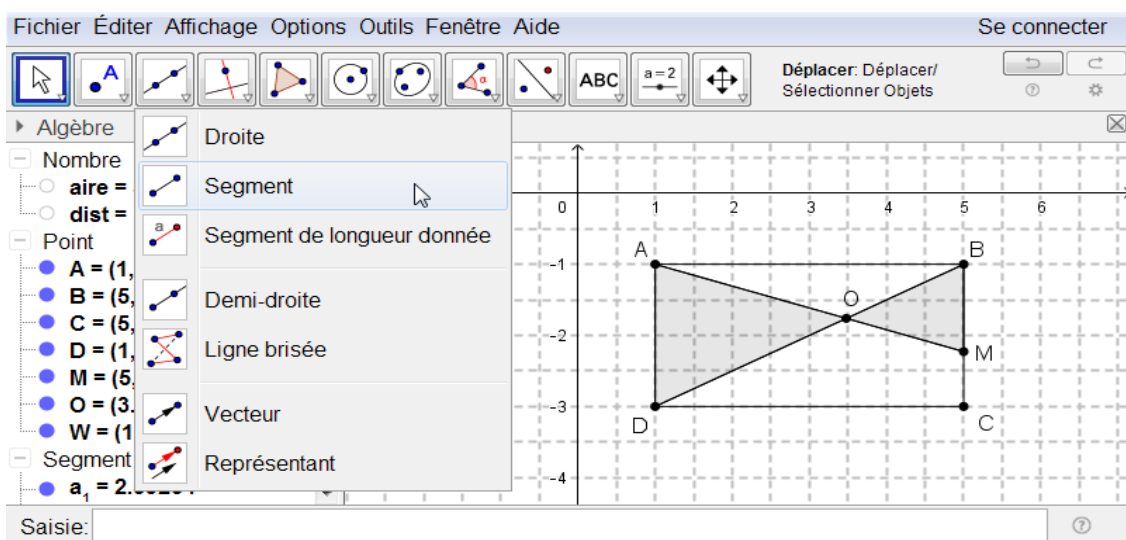 Fichier Éditer Affichage Options Outils Fenêtre Aide Se connecter
A α ABC a = 2 Déplacer: Déplacer/
Sélectionner Objets
Algèbre
Nombre
aire =
dist =
Point
A = (1,
B = (5,
C = (5,
D = (1,
M = (5,
O = (3.
W = (1
Segment
Droite
Segment
a
Segment de longueur donnée
Demi-droite
Ligne brisée
Vecteur
Représentant
0 1 2 3 4 5 6
A B
-1
O
-2
M
-3
D C
-4
Saisie: